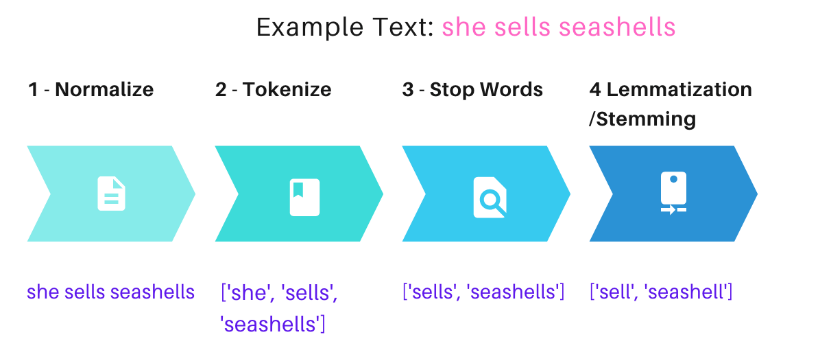 Example Text: she sells seashells
1 - Normalize
2 - Tokenize
3 - Stop Words
4 Lemmatization
/Stemming
she sells seashells
['she', 'sells',
'seashells']
['sells', 'seashells']
['sell', 'seashell']